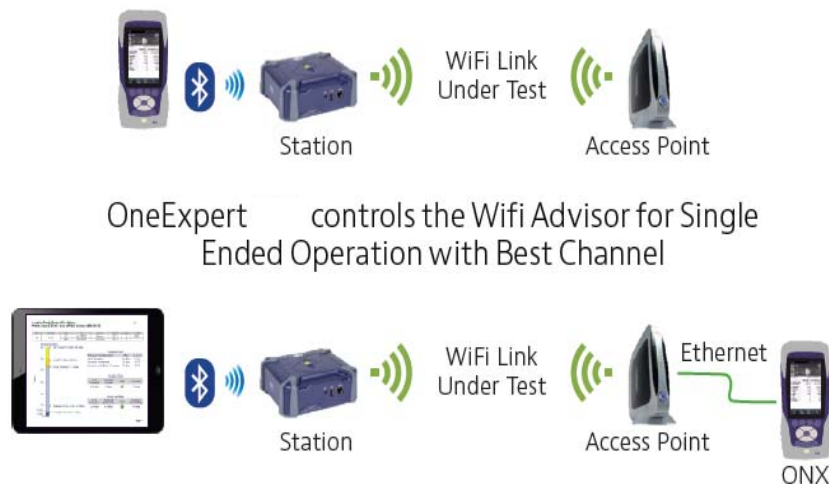 WiFi Link
Under Test
Station
Access Point
OneExpert controls the Wifi Advisor for Single
Ended Operation with Best Channel
WiFi Link
Under Test
Ethernet
Station
Access Point
ONX